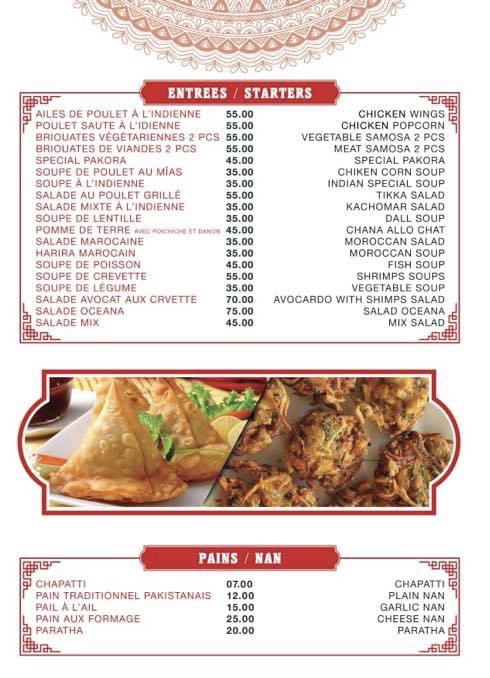 ENTREES / STARTERS
AILES DE POULET À L'INDIENNE 55.00 CHICKEN WINGS
POULET SAUTE À L'IDIENNE 55.00 CHICKEN POPCORN
BRIOUATES VÉGÉTARIENNES 2 PCS 55.00 VEGETABLE SAMOSA 2 PCS
BRIOUATES DE VIANDES 2 PCS 55.00 MEAT SAMOSA 2 PCS
SPECIAL PAKORA 45.00 SPECIAL PAKORA
SOUPE DE POULET AU MÎAS 35.00 CHIKEN CORN SOUP
SOUPE À L'INDIENNE 35.00 INDIAN SPECIAL SOUP
SALADE AU POULET GRILLÉ 55.00 TIKKA SALAD
SALADE MIXTE À L'INDIENNE 35.00 KACHOMAR SALAD
SOUPE DE LENTILLE 35.00 DALL SOUP
POMME DE TERRE AVEC POICHICHE ET DANON 45.00 CHANA ALLO CHAT
SALADE MAROCAINE 35.00 MOROCCAN SALAD
HARIRA MAROCAIN 35.00 MOROCCAN SOUP
SOUPE DE POISSON 45.00 FISH SOUP
SOUPE DE CREVETTE 55.00 SHRIMPS SOUPS
SOUPE DE LÉGUME 35.00 VEGETABLE SOUP
SALADE AVOCAT AUX CRVETTE 70.00 AVOCARDO WITH SHIMPS SALAD
SALADE OCEANA 75.00 SALAD OCEANA
SALADE MIX 45.00 MIX SALAD
PAINS / NAN
CHAPATTI 07.00 CHAPATTI
PAIN TRADITIONNEL PAKISTANAIS 12.00 PLAIN NAN
PAIL À L'AIL 15.00 GARLIC NAN
PAIN AUX FORMAGE 25.00 CHEESE NAN
PARATHA 20.00 PARATHA